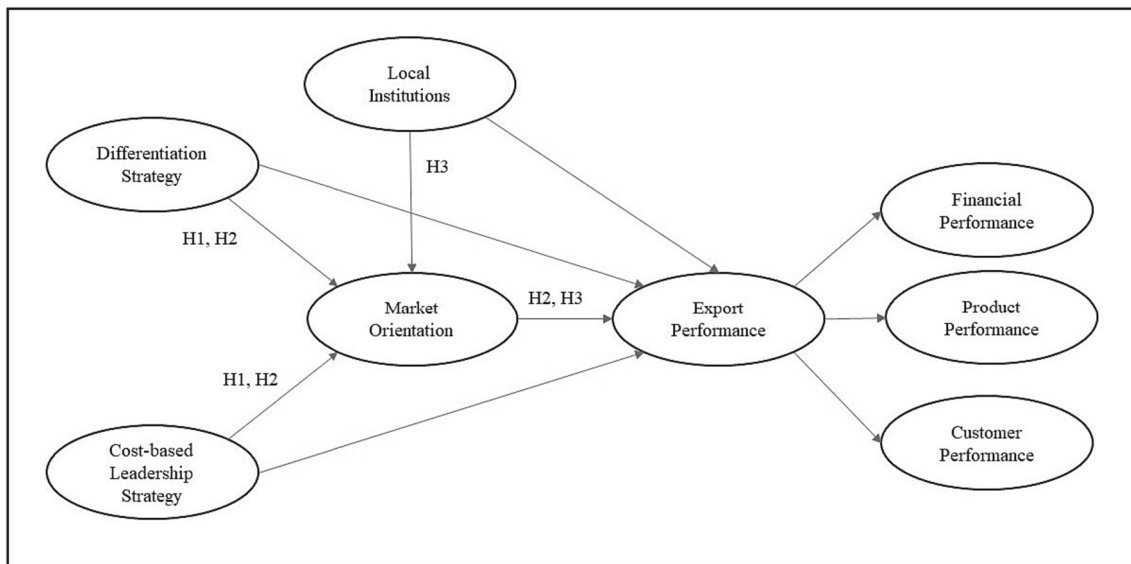 Local
Institutions
Differentiation
Strategy
H3
Financial
Performance
H1, H2
Market
Orientation
H2, H3
Export
Performance
Product
Performance
H1, H2
Cost-based
Leadership
Strategy
Customer
Performance